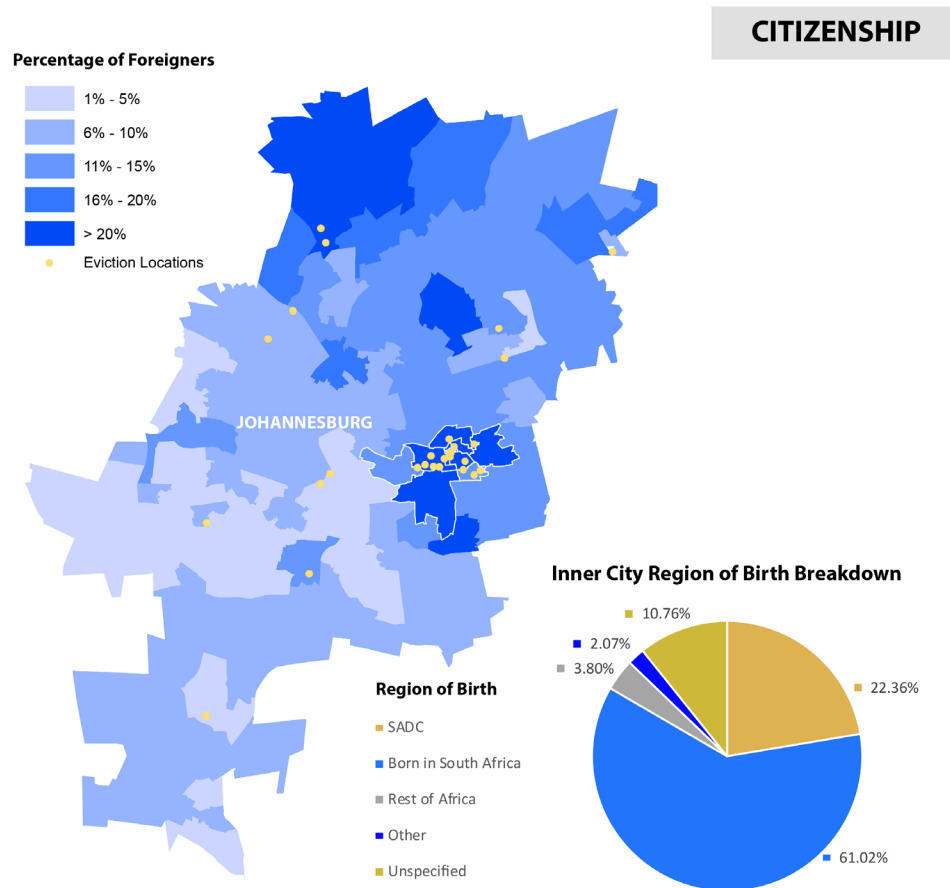 CITIZENSHIP
Percentage of Foreigners
1% - 5%
6% - 10%
11% - 15%
16% - 20%
> 20%
Eviction Locations
JOHANNESBURG
Inner City Region of Birth Breakdown
10.76%
2.07%
3.80%
22.36%
61.02%
Region of Birth
SADC
Born in South Africa
Rest of Africa
Other
Unspecified